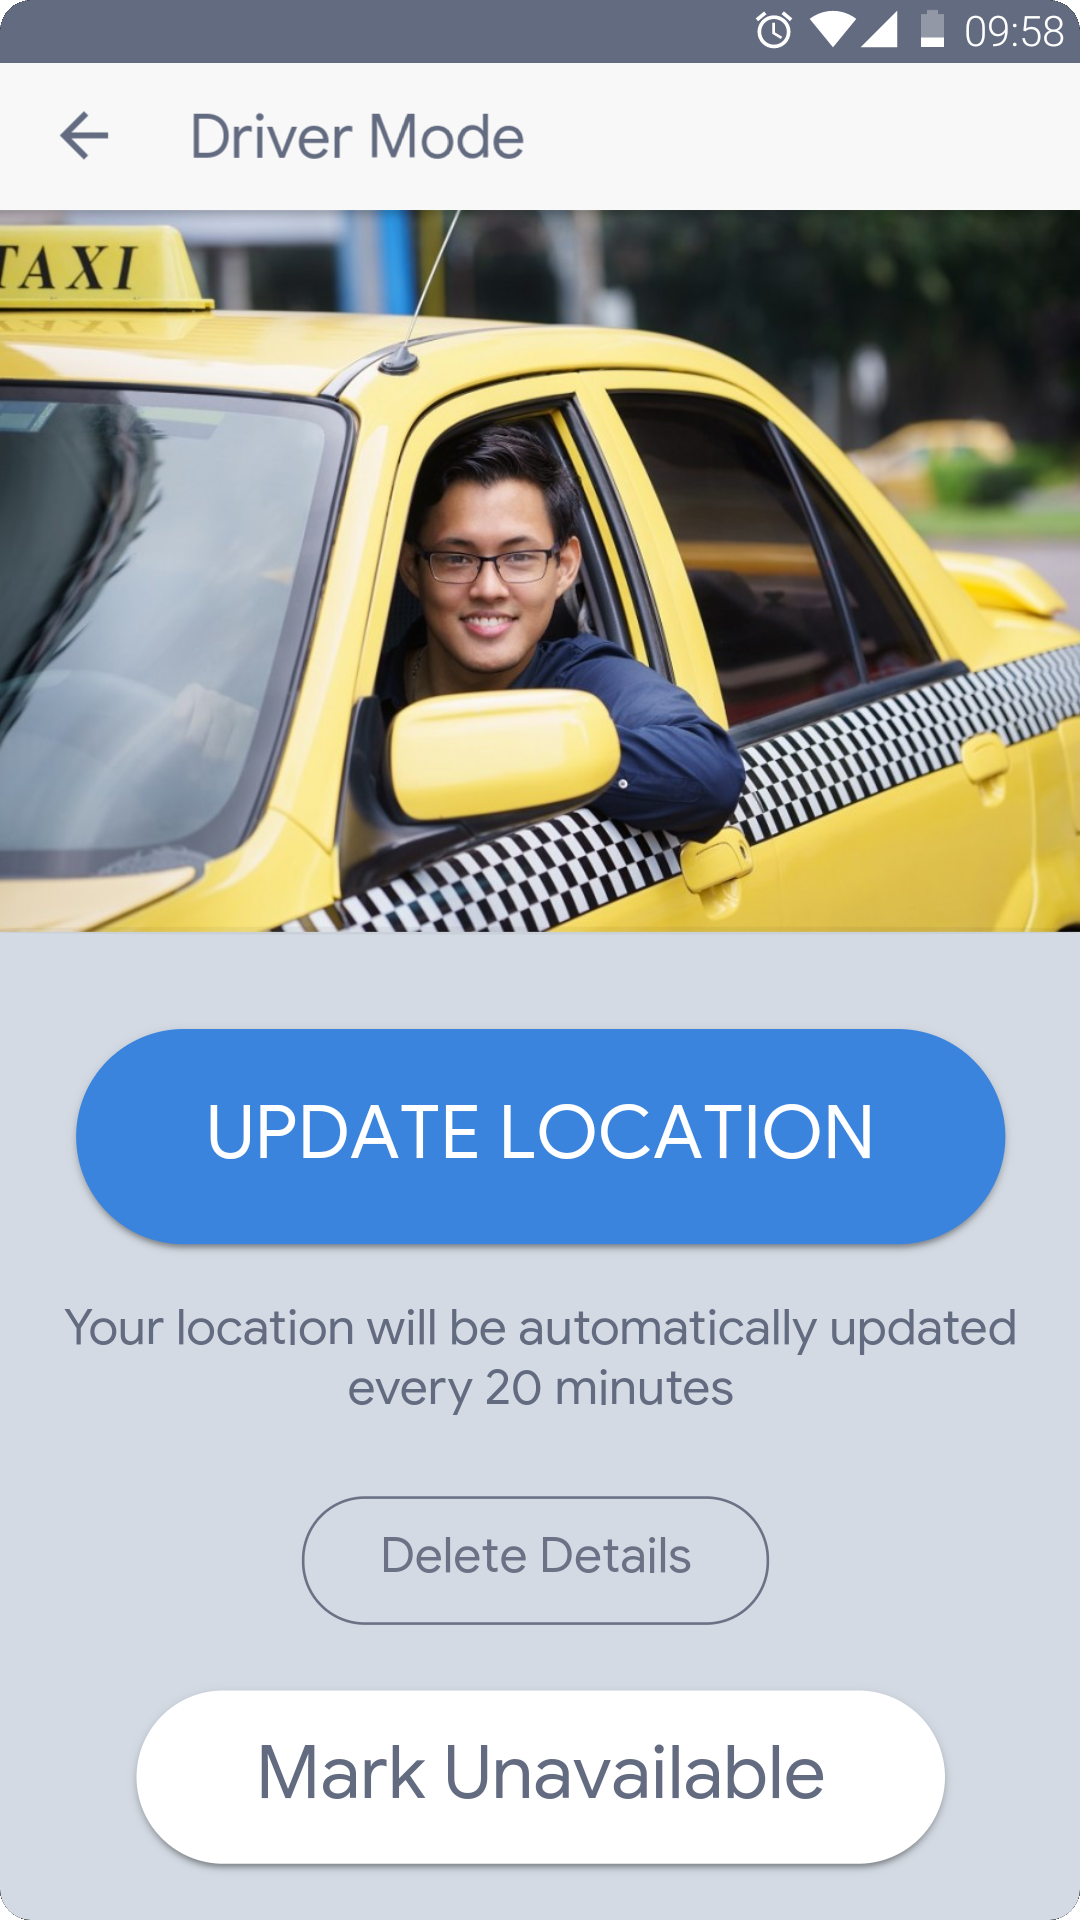 09:58
Driver Mode
TAXI
UPDATE LOCATION
Your location will be automatically updated
every 20 minutes
Delete Details
Mark Unavailable